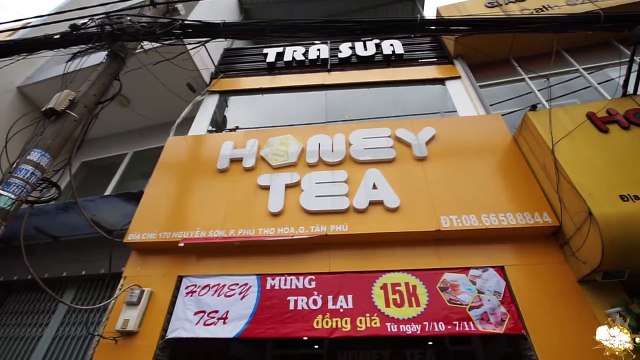 TRÀ SỮA
HONEY
TEA
ĐỊA CHỈ: 170 NGUYỄN SƠN, P. PHÚ THỌ HÒA, Q. TÂN PHÚ
ĐT: 08.66588844
HONEY
TEA
MỪNG
TRỞ LẠI
đồng giá
15k
Từ ngày 7/10 - 7/11